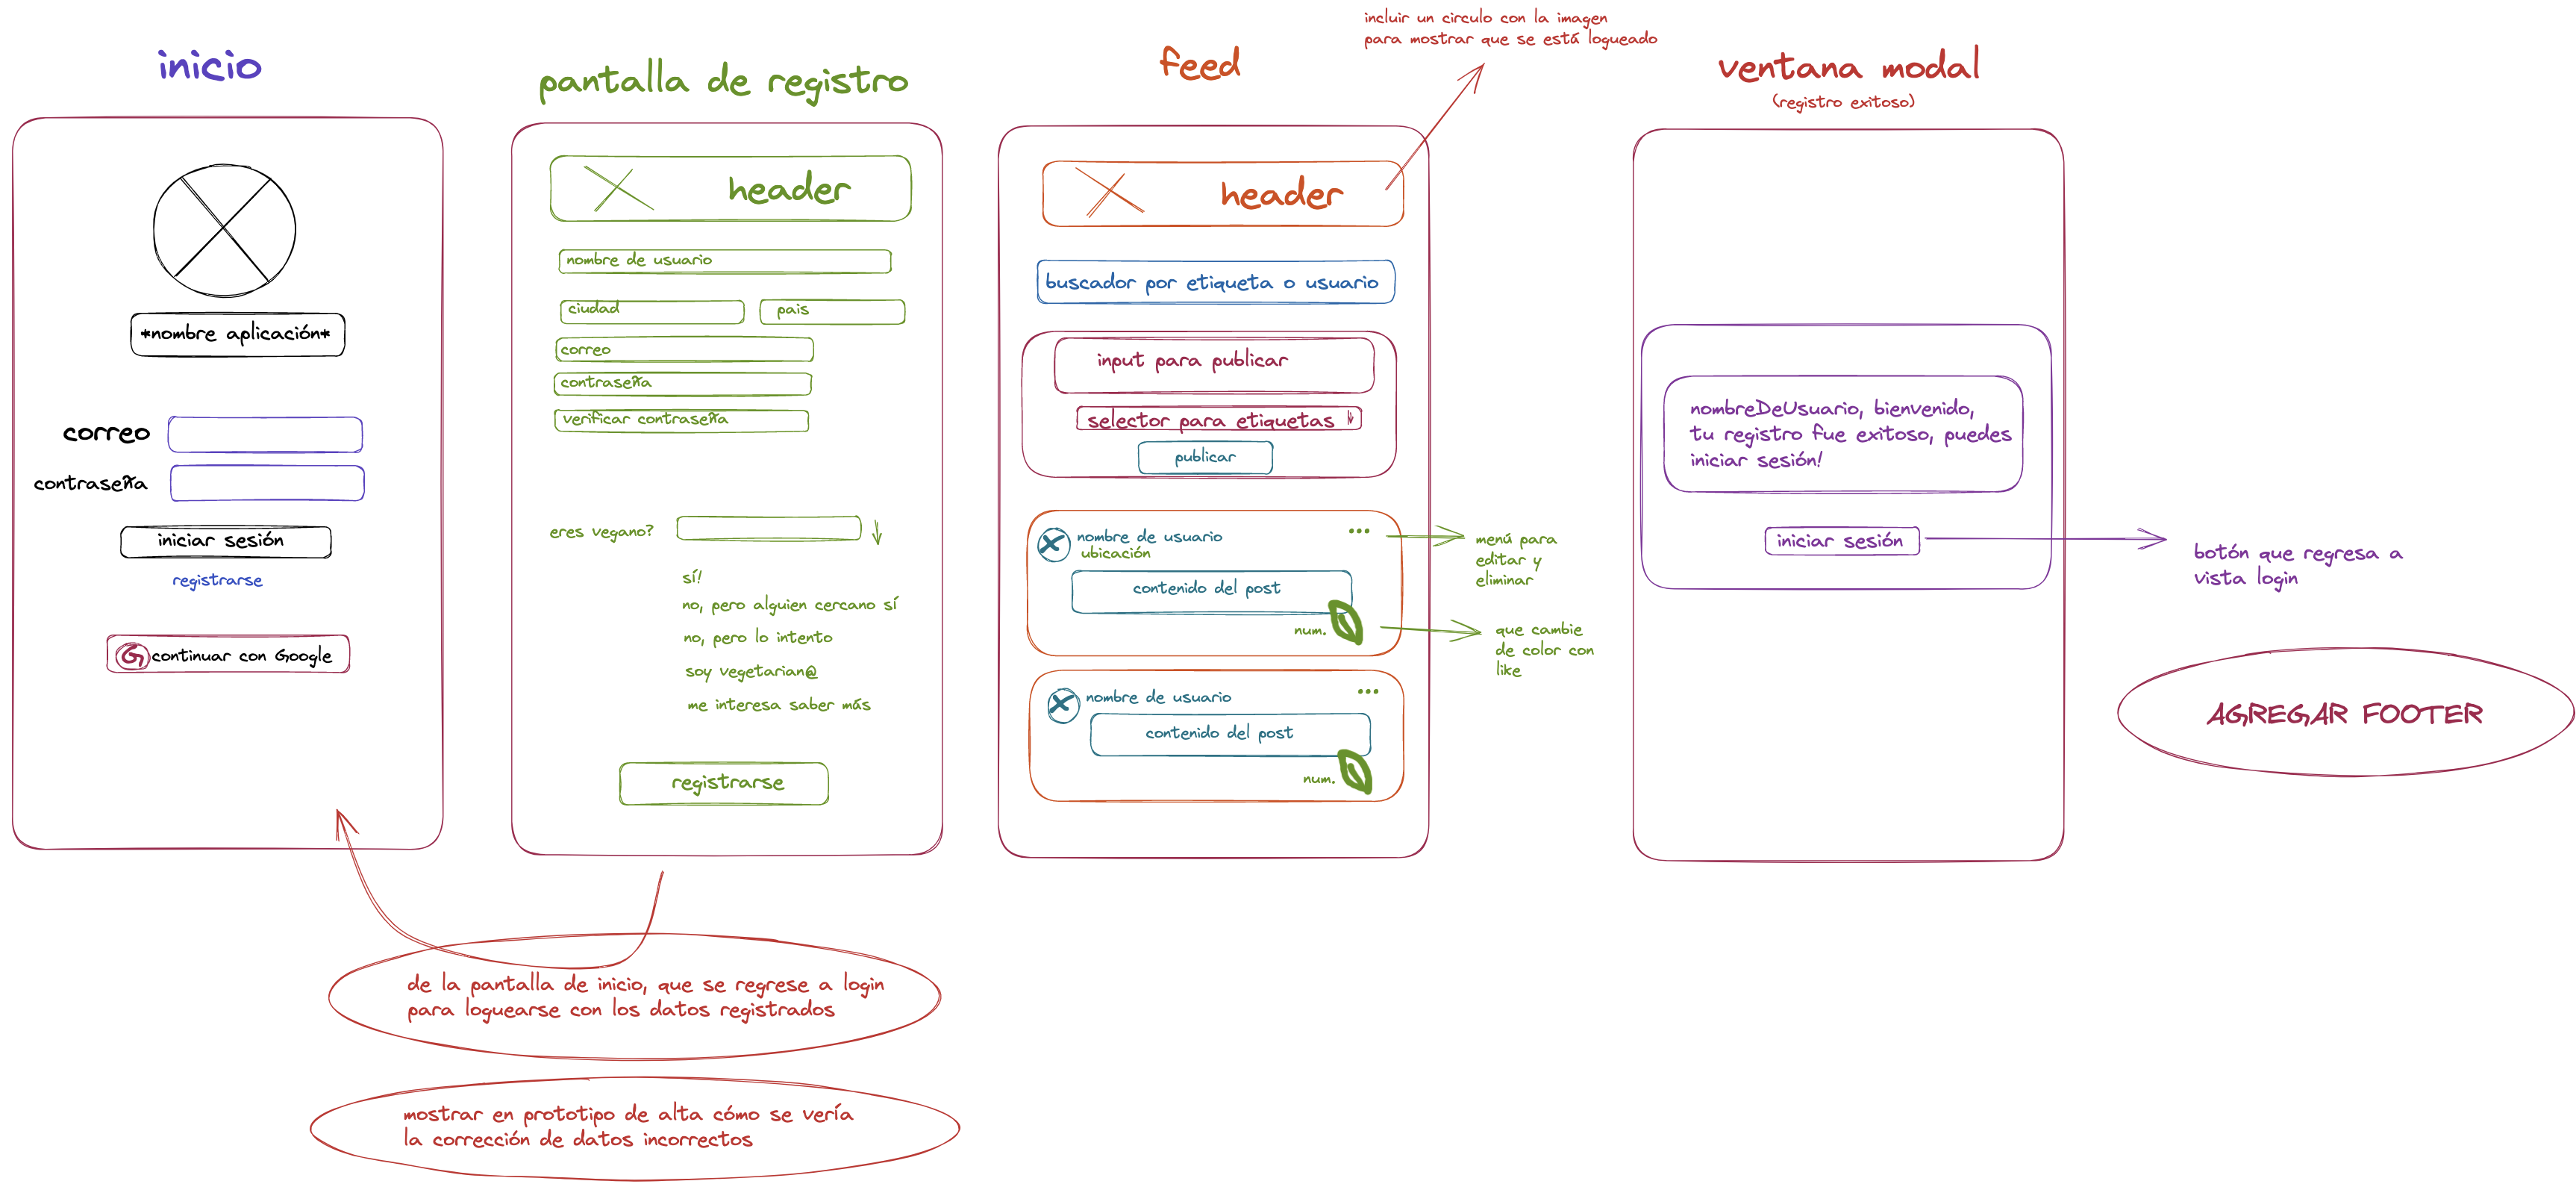 inicio
*nombre aplicación*
correo
contraseña
iniciar sesión
registrarse
G continuar con Google
pantalla de registro
header
nombre de usuario
ciudad
pais
correo
contraseña
verificar contraseña
eres vegano?
sí!
no, pero alguien cercano sí
no, pero lo intento
soy vegetarian@
me interesa saber más
registrarse
feed
incluir un circulo con la imagen
para mostrar que se está logueado
header
buscador por etiqueta o usuario
input para publicar
selector para etiquetas
publicar
nombre de usuario
ubicación
...
contenido del post
num.
menú para
editar y
eliminar
que cambie
de color con
like
nombre de usuario
...
contenido del post
num.
ventana modal
(registro exitoso)
nombreDeUsuario, bienvenido,
tu registro fue exitoso, puedes
iniciar sesión!
iniciar sesión
botón que regresa a
vista login
AGREGAR FOOTER
de la pantalla de inicio, que se regrese a login
para loguearse con los datos registrados
mostrar en prototipo de alta cómo se vería
la corrección de datos incorrectos